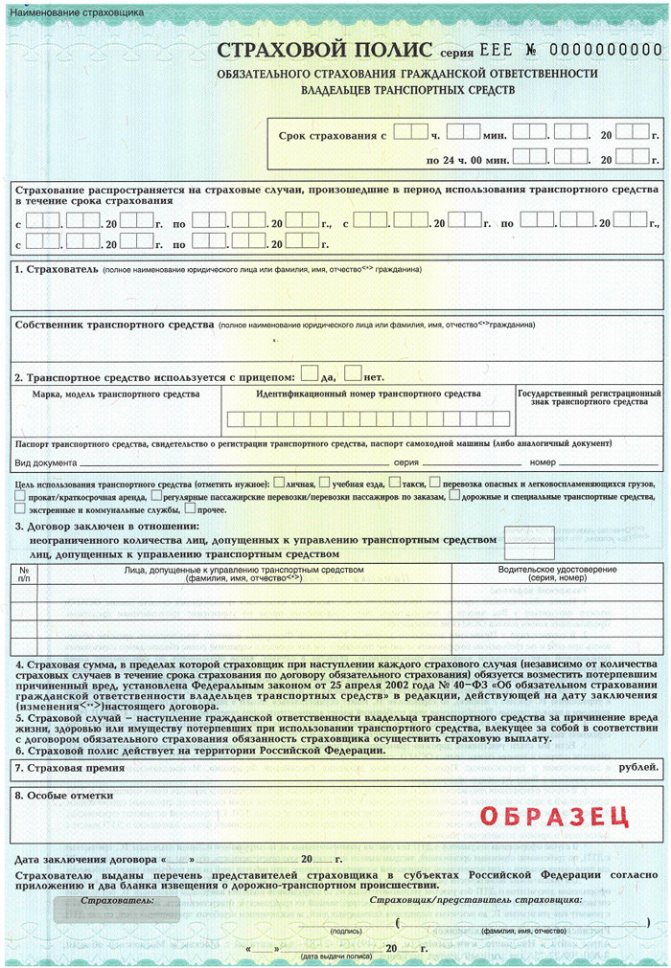 Наименование страховщика
СТРАХОВОЙ ПОЛИС серия ЕЕЕ № 0000000000
ОБЯЗАТЕЛЬНОГО СТРАХОВАНИЯ ГРАЖДАНСКОЙ ОТВЕТСТВЕННОСТИ
ВЛАДЕЛЬЦЕВ ТРАНСПОРТНЫХ СРЕДСТВ
Срок страхования с ч. мин. . . 20 г.
по 24 ч. 00 мин. . . 20 г.
Страхование распространяется на страховые случаи, произошедшие в период использования транспортного средства
в течение срока страхования
с . . 20 г. по . . 20 г., с . . 20 г. по . . 20 г.,
с . . 20 г. по . . 20 г.
1. Страхователь (полное наименование юридического лица или фамилия, имя, отчество<*> гражданина)
Собственник транспортного средства (полное наименование юридического лица или фамилия, имя, отчество<*>гражданина)
2. Транспортное средство используется с прицепом: да, нет.
Марка, модель транспортного средства Идентификационный номер транспортного средства Государственный регистрационный
знак транспортного средства
Паспорт транспортного средства, свидетельство о регистрации транспортного средства, паспорт самоходной машины (либо аналогичный документ)
Вид документа серия номер
Цель использования транспортного средства (отметить нужное): личная, учебная езда, такси, перевозка опасных и легковоспламеняющихся грузов,
прокат/краткосрочная аренда, регулярные пассажирские перевозки/перевозки пассажиров по заказам, дорожные и специальные транспортные средства,
экстренные и коммунальные службы, прочее.
3. Договор заключен в отношении:
неограниченного количества лиц, допущенных к управлению транспортным средством
лиц, допущенных к управлению транспортным средством
№ п/п Лица, допущенные к управлению транспортным средством
(фамилия, имя, отчество<*>) Водительское удостоверение
(серия, номер)
4. Страховая сумма, в пределах которой страховщик при наступлении каждого страхового случая (независимо от количества
страховых случаев в течение срока страхования по договору обязательного страхования) обязуется возместить потерпевшим
причиненный вред, установлена Федеральным законом от 25 апреля 2002 года № 40-ФЗ «Об обязательном страховании
гражданской ответственности владельцев транспортных средств» в редакции, действующей на дату заключения
(изменения<**>)настоящего договора.
5. Страховой случай – наступление гражданской ответственности владельца транспортного средства за причинение вреда
жизни, здоровью или имуществу потерпевших при использовании транспортного средства, влекущее за собой в соответствии
с договором обязательного страхования обязанность страховщика осуществить страховую выплату.
6. Страховой полис действует на территории Российской Федерации.
7. Страховая премия рублей.
8. Особые отметки
ОБРАЗЕЦ
Дата заключения договора « » 20 г.
Страхователю выданы перечень представителей страховщика в субъектах Российской Федерации согласно
приложению и два бланка извещения о дорожно-транспортном происшествии.
Страхователь: Страховщик/представитель страховщика:
( )
(подпись) (фамилия, имя, отчество)
« » 20 г.
(дата выдачи полиса)